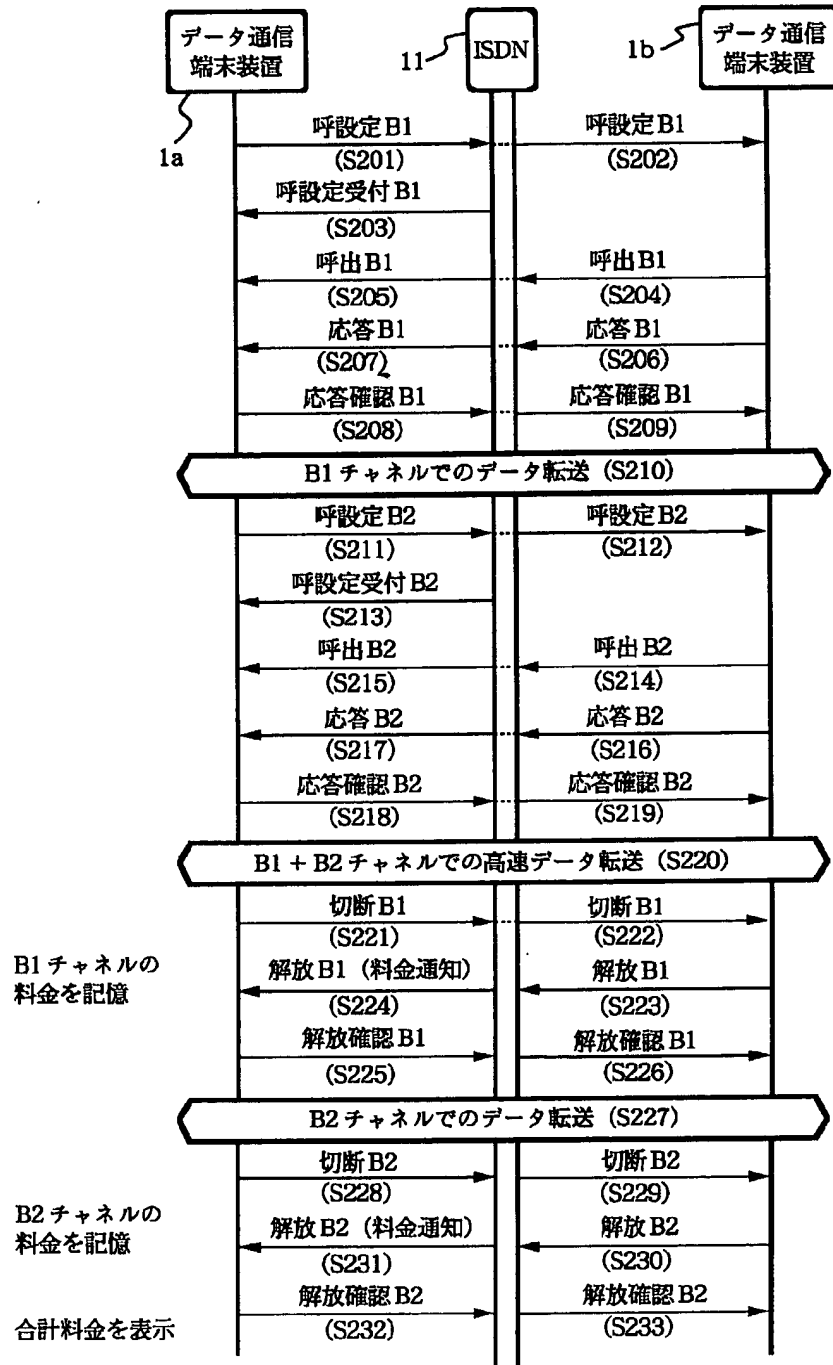 データ通信
端末装置
1a
11
ISDN
1b
データ通信
端末装置
呼設定B1
(S201)
呼設定B1
(S202)
呼設定受付B1
(S203)
呼出B1
(S205)
呼出B1
(S204)
応答B1
(S207)
応答B1
(S206)
応答確認B1
(S208)
応答確認B1
(S209)
B1チャネルでのデータ転送 (S210)
呼設定B2
(S211)
呼設定B2
(S212)
呼設定受付B2
(S213)
呼出B2
(S215)
呼出B2
(S214)
応答B2
(S217)
応答B2
(S216)
応答確認B2
(S218)
応答確認B2
(S219)
B1+B2チャネルでの高速データ転送 (S220)
切断B1
(S221)
切断B1
(S222)
B1チャネルの
料金を記憶
解放B1(料金通知)
(S224)
解放B1
(S223)
解放確認B1
(S225)
解放確認B1
(S226)
B2チャネルでのデータ転送 (S227)
切断B2
(S228)
切断B2
(S229)
B2チャネルの
料金を記憶
解放B2(料金通知)
(S231)
解放B2
(S230)
合計料金を表示
解放確認B2
(S232)
解放確認B2
(S233)